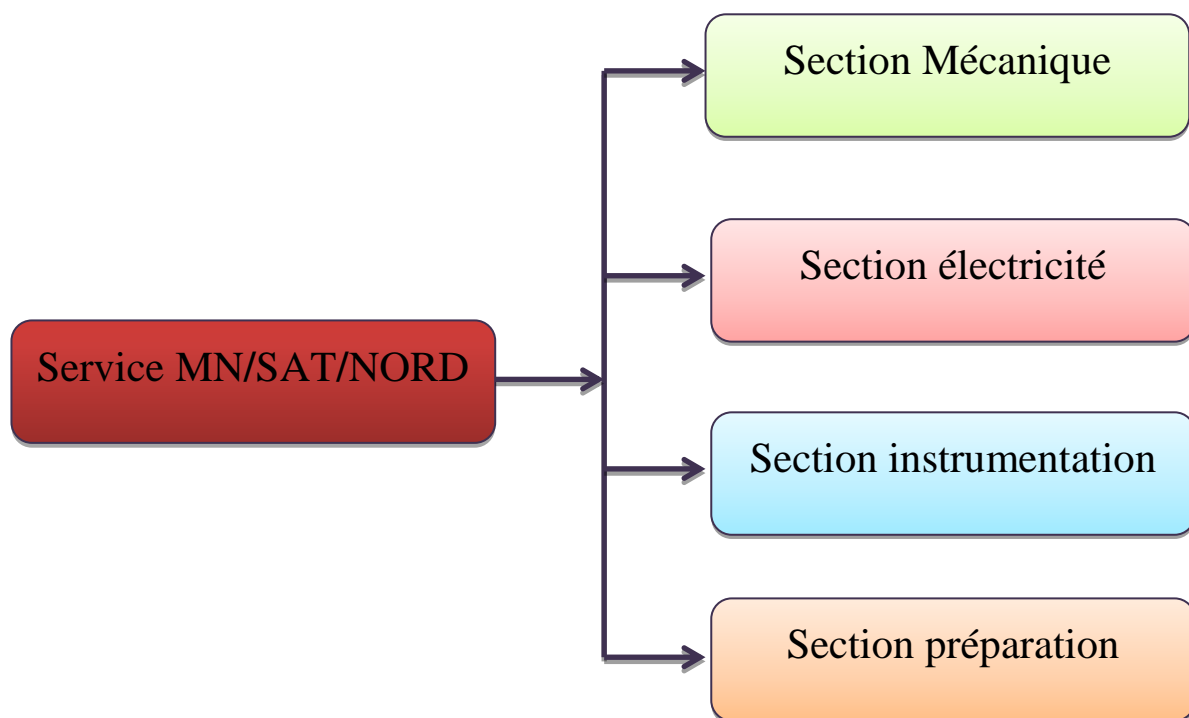 Section Mécanique
Section électricité
Service MN/SAT/NORD
Section instrumentation
Section préparation